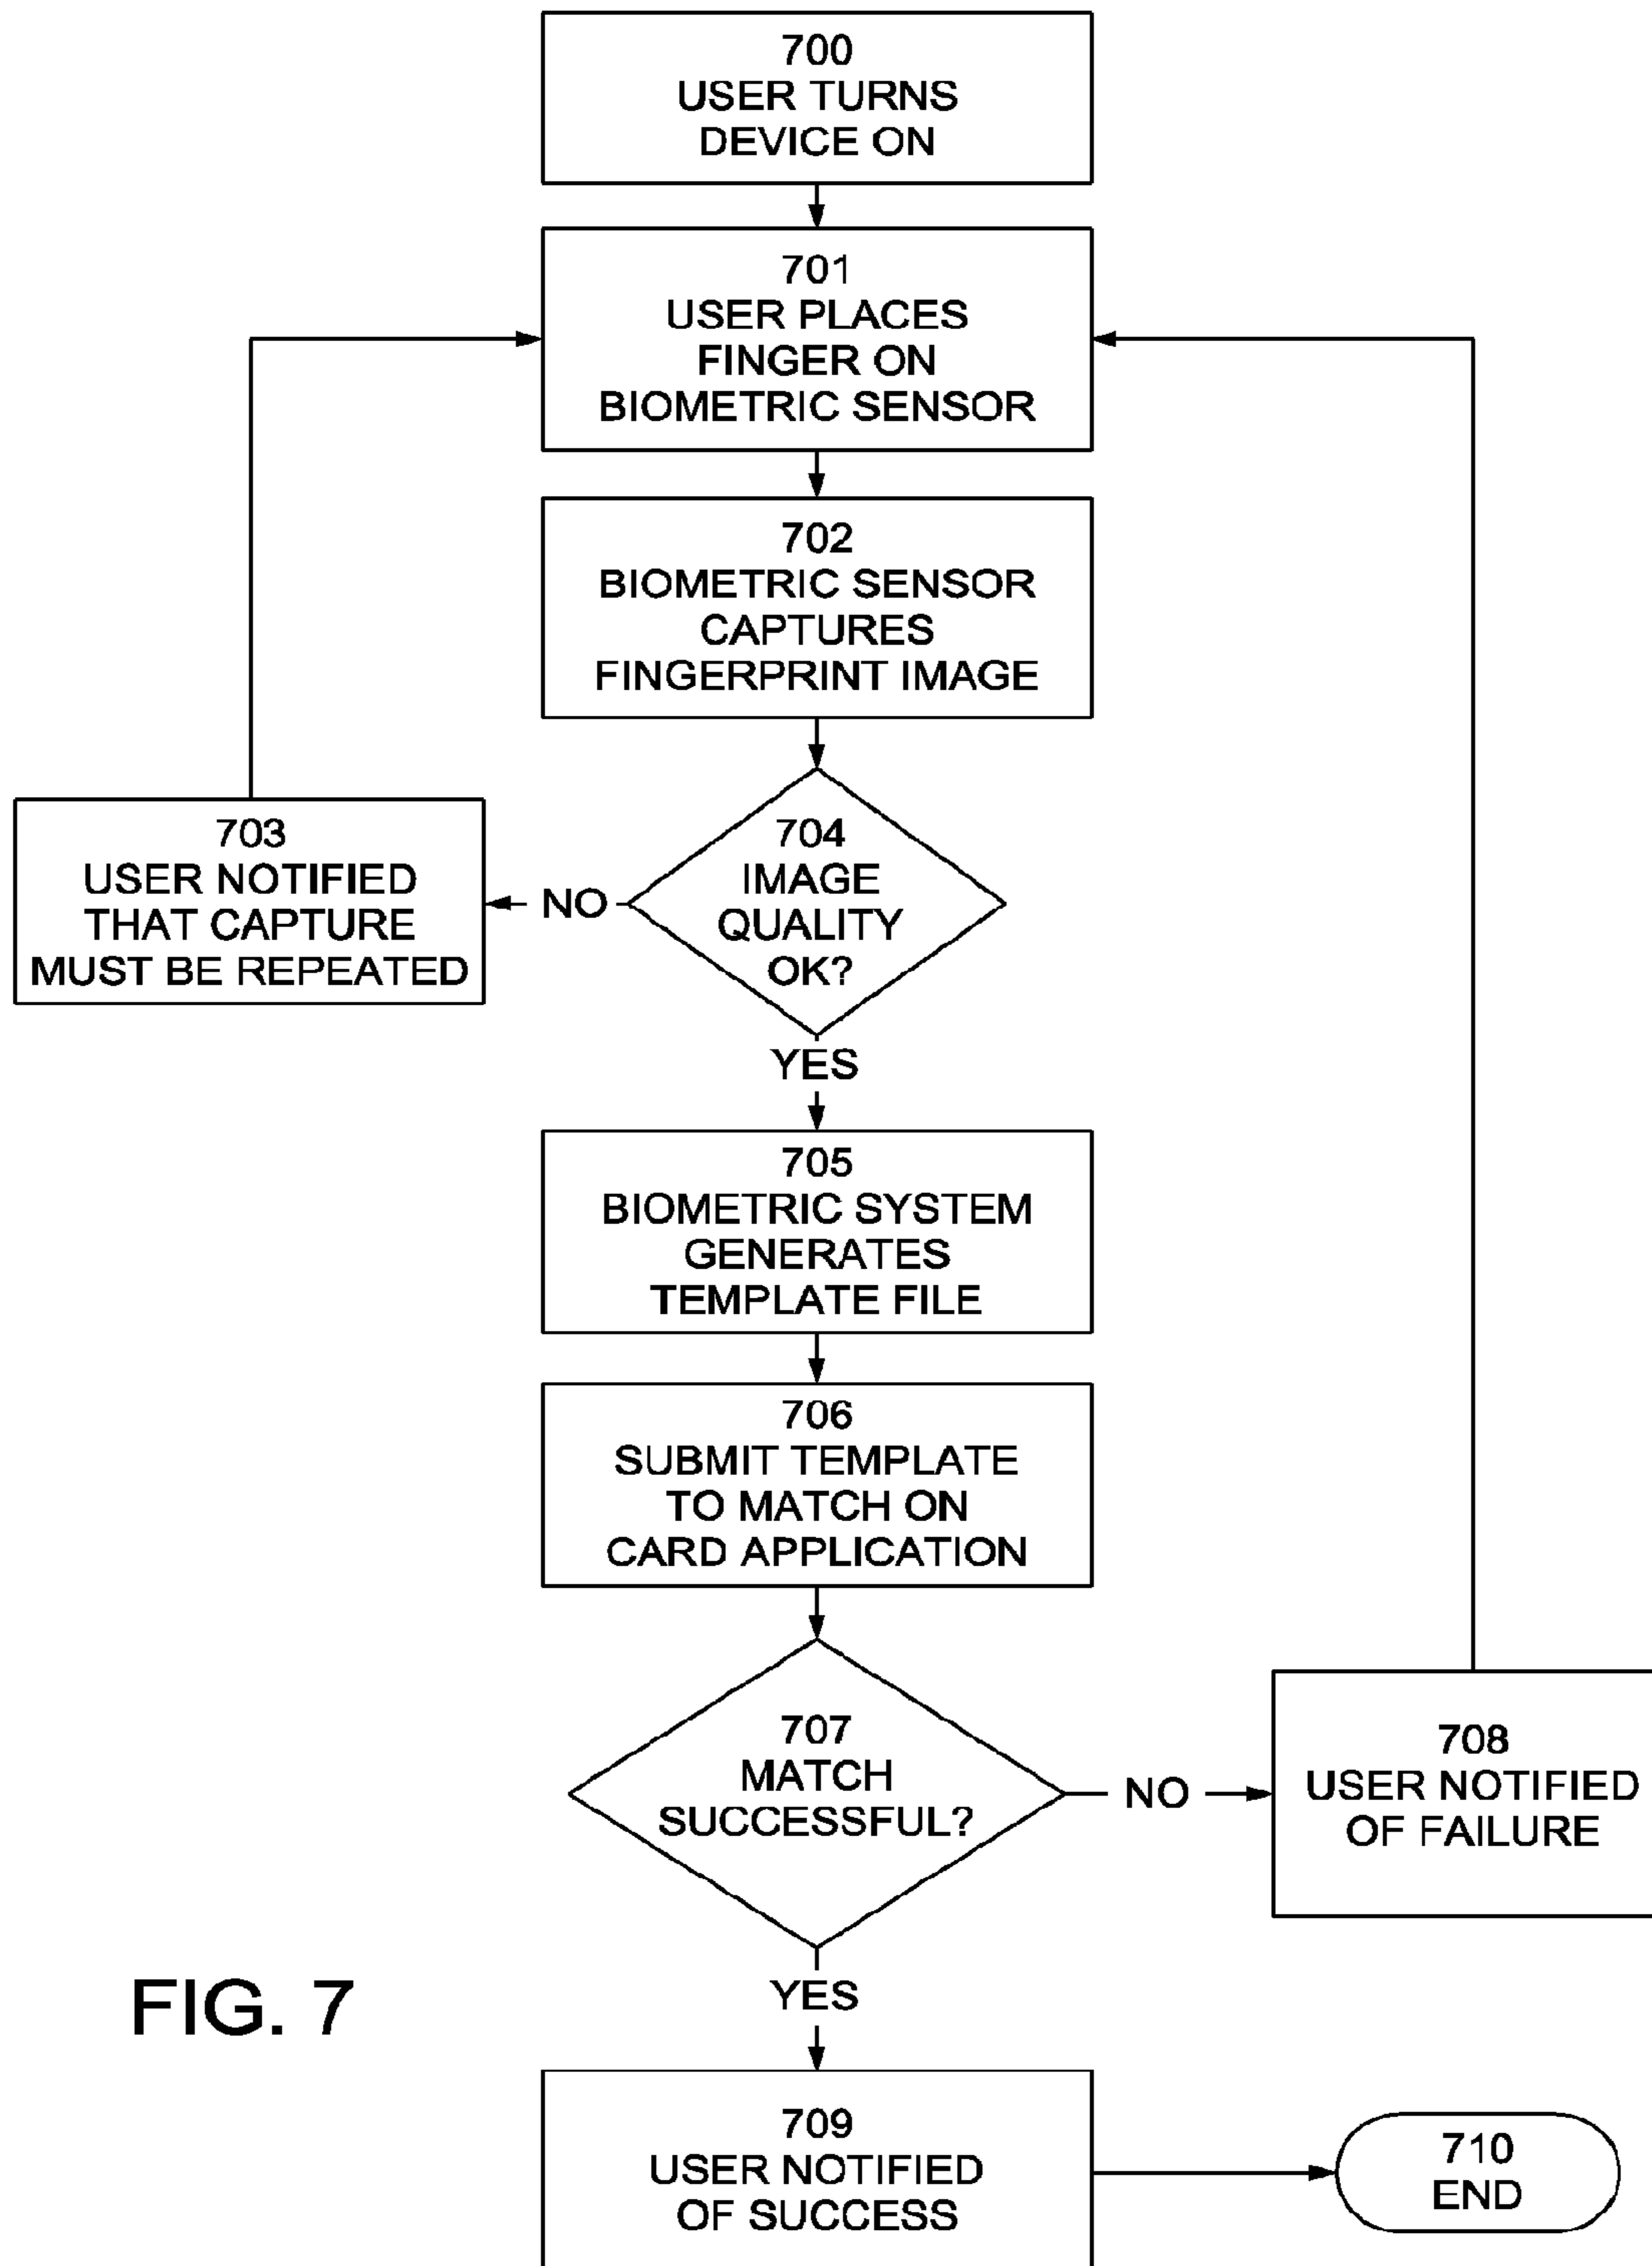 700
USER TURNS
DEVICE ON
701
USER PLACES
FINGER ON
BIOMETRIC SENSOR
702
BIOMETRIC SENSOR
CAPTURES
FINGERPRINT IMAGE
703
USER NOTIFIED
THAT CAPTURE
MUST BE REPEATED
NO
704
IMAGE
QUALITY
OK?
YES
705
BIOMETRIC SYSTEM
GENERATES
TEMPLATE FILE
706
SUBMIT TEMPLATE
TO MATCH ON
CARD APPLICATION
707
MATCH
SUCCESSFUL?
NO
708
USER NOTIFIED
OF FAILURE
YES
709
USER NOTIFIED
OF SUCCESS
710
END
FIG. 7